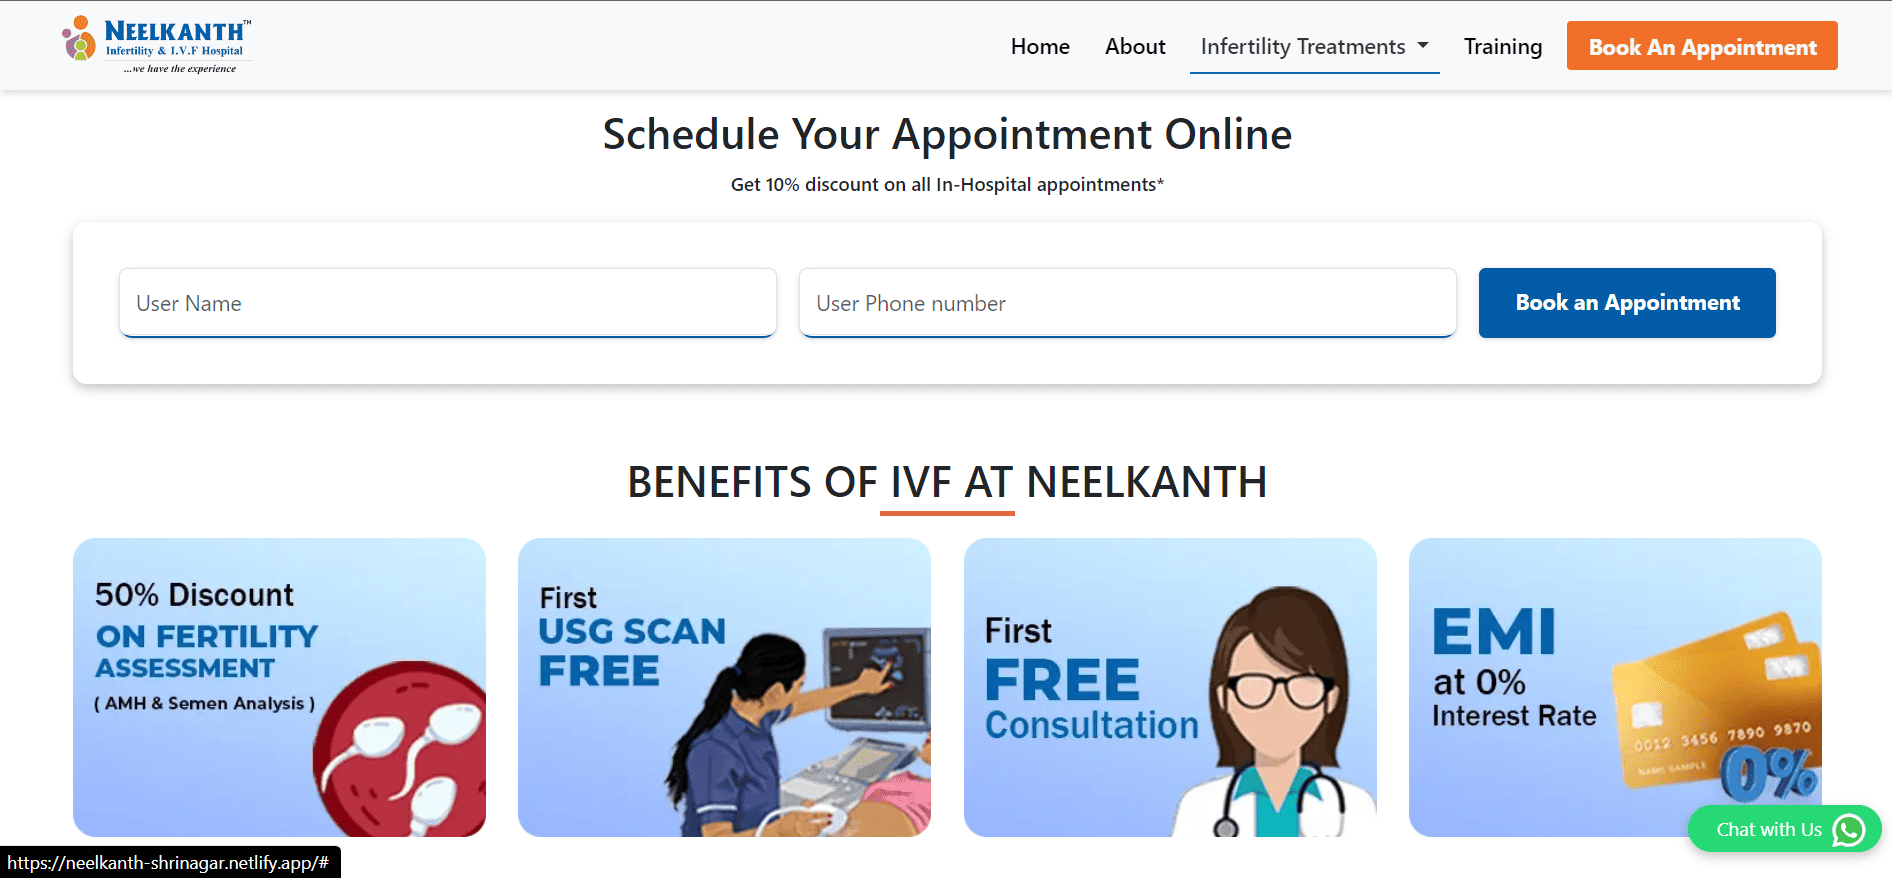 NEELKANTH™
Infertility & I.V.F Hospital
...we have the experience
Home
About
Infertility Treatments
Training
Book An Appointment
Schedule Your Appointment Online
Get 10% discount on all In-Hospital appointments*
User Name
User Phone number
Book an Appointment
BENEFITS OF IVF AT NEELKANTH
50% Discount
ON FERTILITY
ASSESSMENT
( AMH & Semen Analysis )
First
USG SCAN
FREE
First
FREE
Consultation
EMI
at 0%
Interest Rate
0012 3456 7890 9870
NAME SAMPLE
0%
Chat with Us
https://neelkanth-shrinagar.netlify.app/#